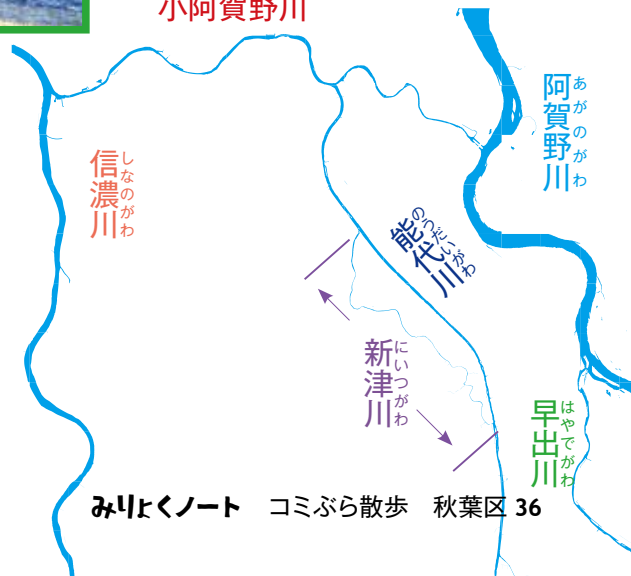 小阿賀野川
あがのがわ
阿賀野川
しなのがわ
信濃川
のうだいがわ
能代川
にいつがわ
新津川
はやでがわ
早出川
みりょくノート コミぶら散歩 秋葉区 36